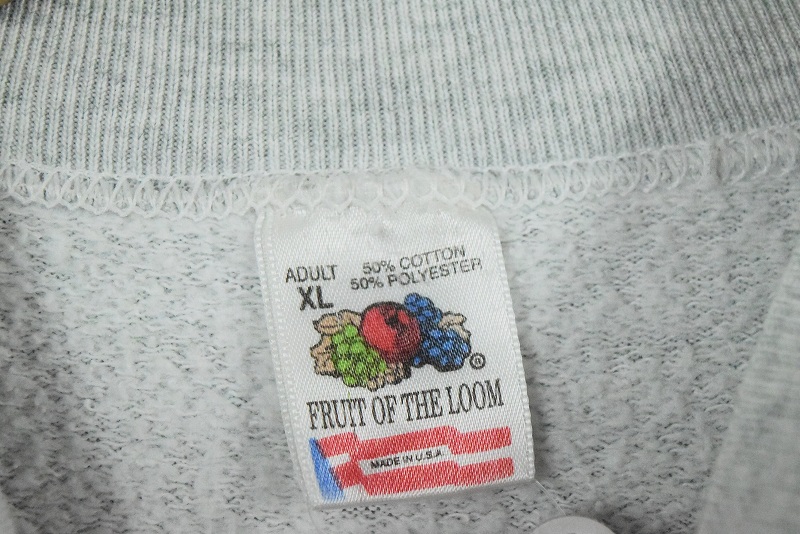 ADULT 50% COTTON
XL 50% POLYESTER
®
FRUIT OF THE LOOM
MADE IN U.S.A